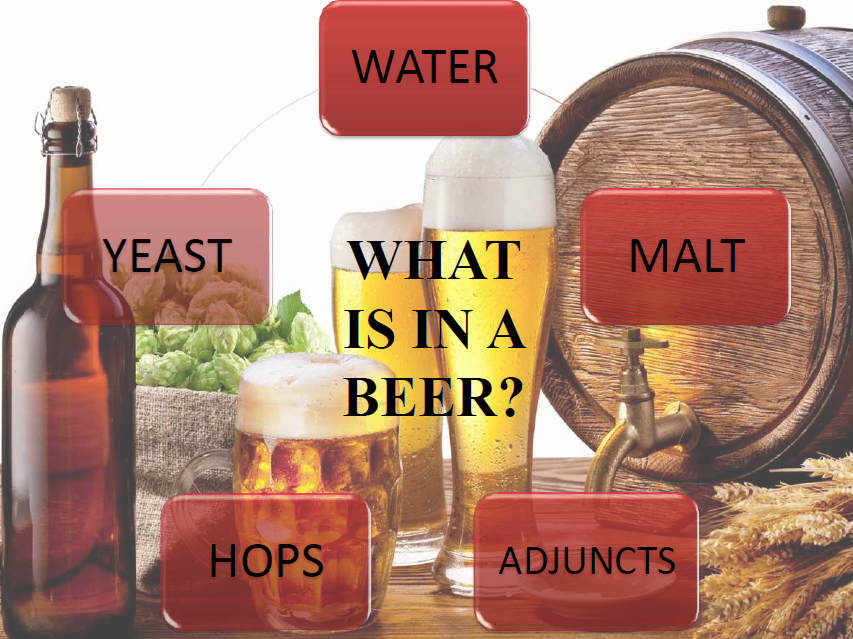 WATER
YEAST
MALT
WHAT
IS IN A
BEER?
HOPS
ADJUNCTS